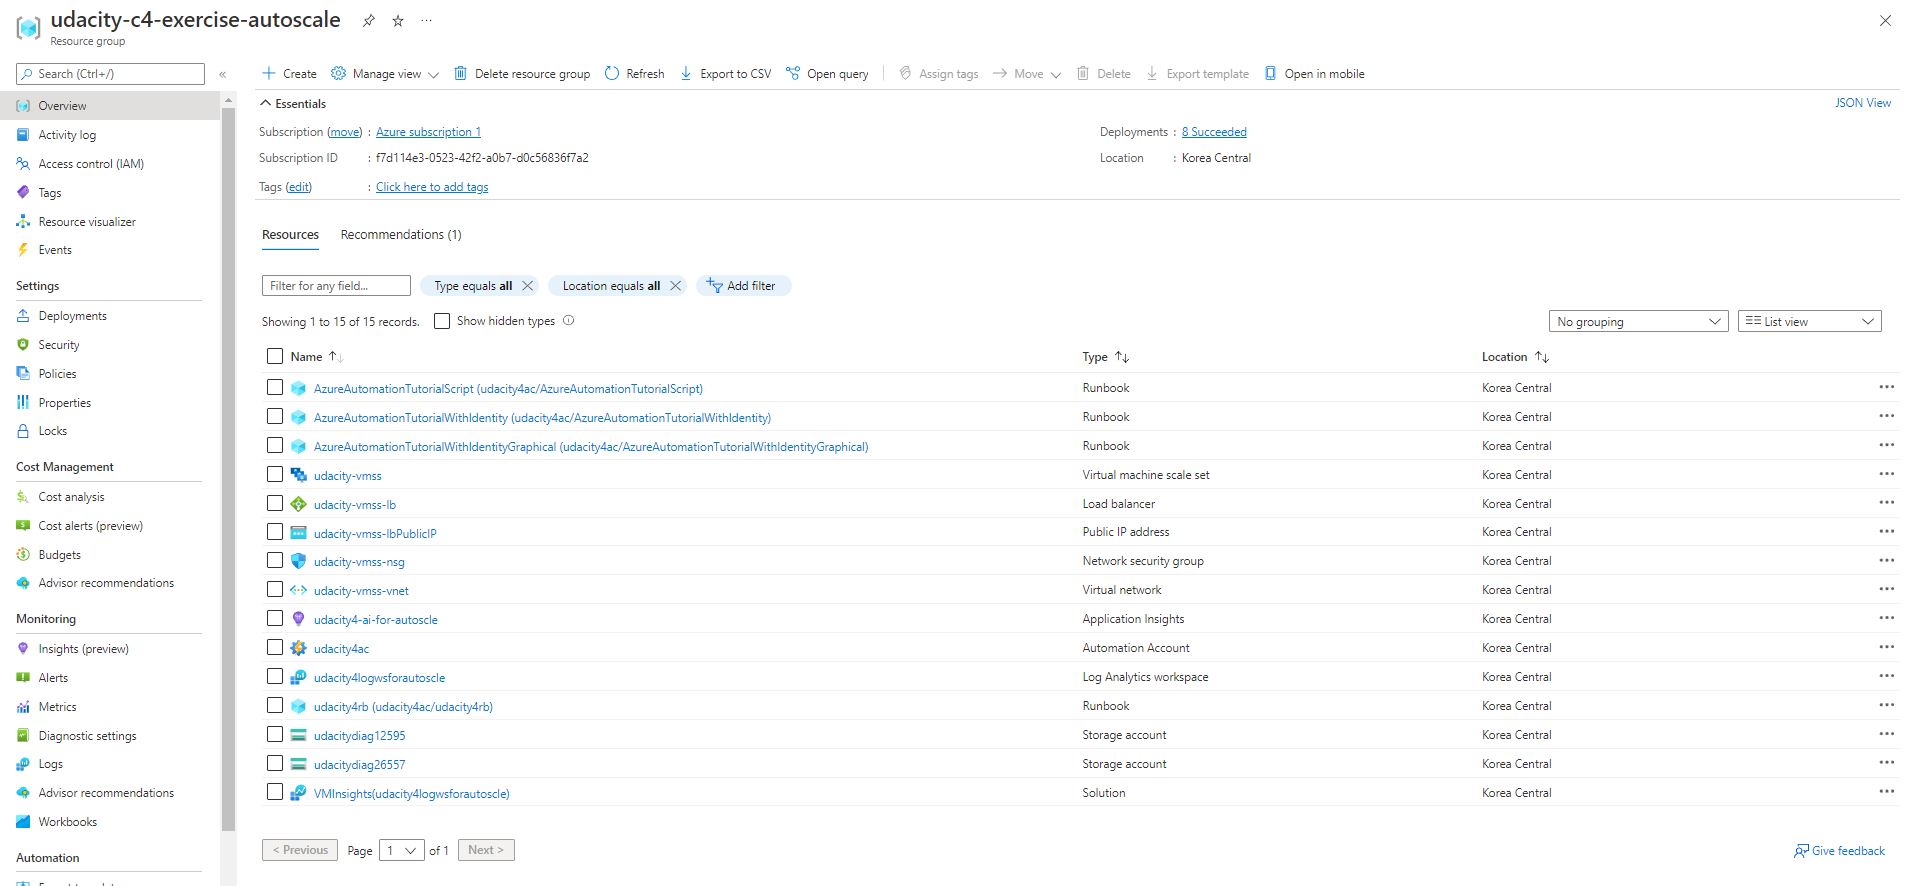 udacity-c4-exercise-autoscale
Resource group
Search (Ctrl+/)
«
Overview
Activity log
Access control (IAM)
Tags
Resource visualizer
Events
Settings
Deployments
Security
Policies
Properties
Locks
Cost Management
Cost analysis
Cost alerts (preview)
Budgets
Advisor recommendations
Monitoring
Insights (preview)
Alerts
Metrics
Diagnostic settings
Logs
Advisor recommendations
Workbooks
Automation
Create Manage view Delete resource group Refresh Export to CSV Open query Assign tags Move Delete Export template Open in mobile
Essentials JSON View
Subscription (move) : Azure subscription 1 Deployments : 8 Succeeded
Subscription ID : f7d114e3-0523-42f2-a0b7-d0c56836f7a2 Location : Korea Central
Tags (edit) : Click here to add tags
Resources Recommendations (1)
Filter for any field... Type equals all Location equals all Add filter
Showing 1 to 15 of 15 records. Show hidden types No grouping List view
Name Type Location
AzureAutomationTutorialScript (udacity4ac/AzureAutomationTutorialScript) Runbook Korea Central
AzureAutomationTutorialWithIdentity (udacity4ac/AzureAutomationTutorialWithIdentity) Runbook Korea Central
AzureAutomationTutorialWithIdentityGraphical (udacity4ac/AzureAutomationTutorialWithIdentityGraphical) Runbook Korea Central
udacity-vmss Virtual machine scale set Korea Central
udacity-vmss-lb Load balancer Korea Central
udacity-vmss-lbPublicIP Public IP address Korea Central
udacity-vmss-nsg Network security group Korea Central
udacity-vmss-vnet Virtual network Korea Central
udacity4-ai-for-autoscle Application Insights Korea Central
udacity4ac Automation Account Korea Central
udacity4logwsforautoscle Log Analytics workspace Korea Central
udacity4rb (udacity4ac/udacity4rb) Runbook Korea Central
udacitydiag12595 Storage account Korea Central
udacitydiag26557 Storage account Korea Central
VMInsights(udacity4logwsforautoscle) Solution Korea Central
< Previous Page 1 of 1 Next > Give feedback